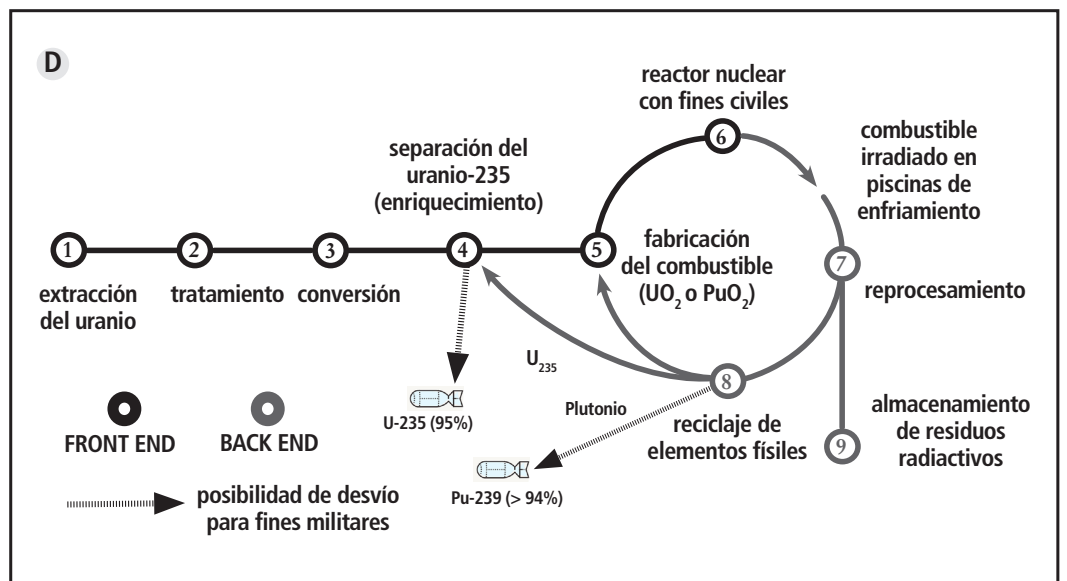 D
reactor nuclear
con fines civiles
6
combustible
irradiado en
piscinas de
enfriamiento
separación del
uranio-235
(enriquecimiento)
1
2
3
4
5
fabricación
del combustible
(UO2 o PuO2)
7
extracción
del uranio
tratamiento
conversión
reprocesamiento
U235
8
U-235 (95%)
Plutonio
reciclaje de
elementos físiles
almacenamiento
de residuos
radiactivos
9
FRONT END
BACK END
Pu-239 (> 94%)
posibilidad de desvío
para fines militares